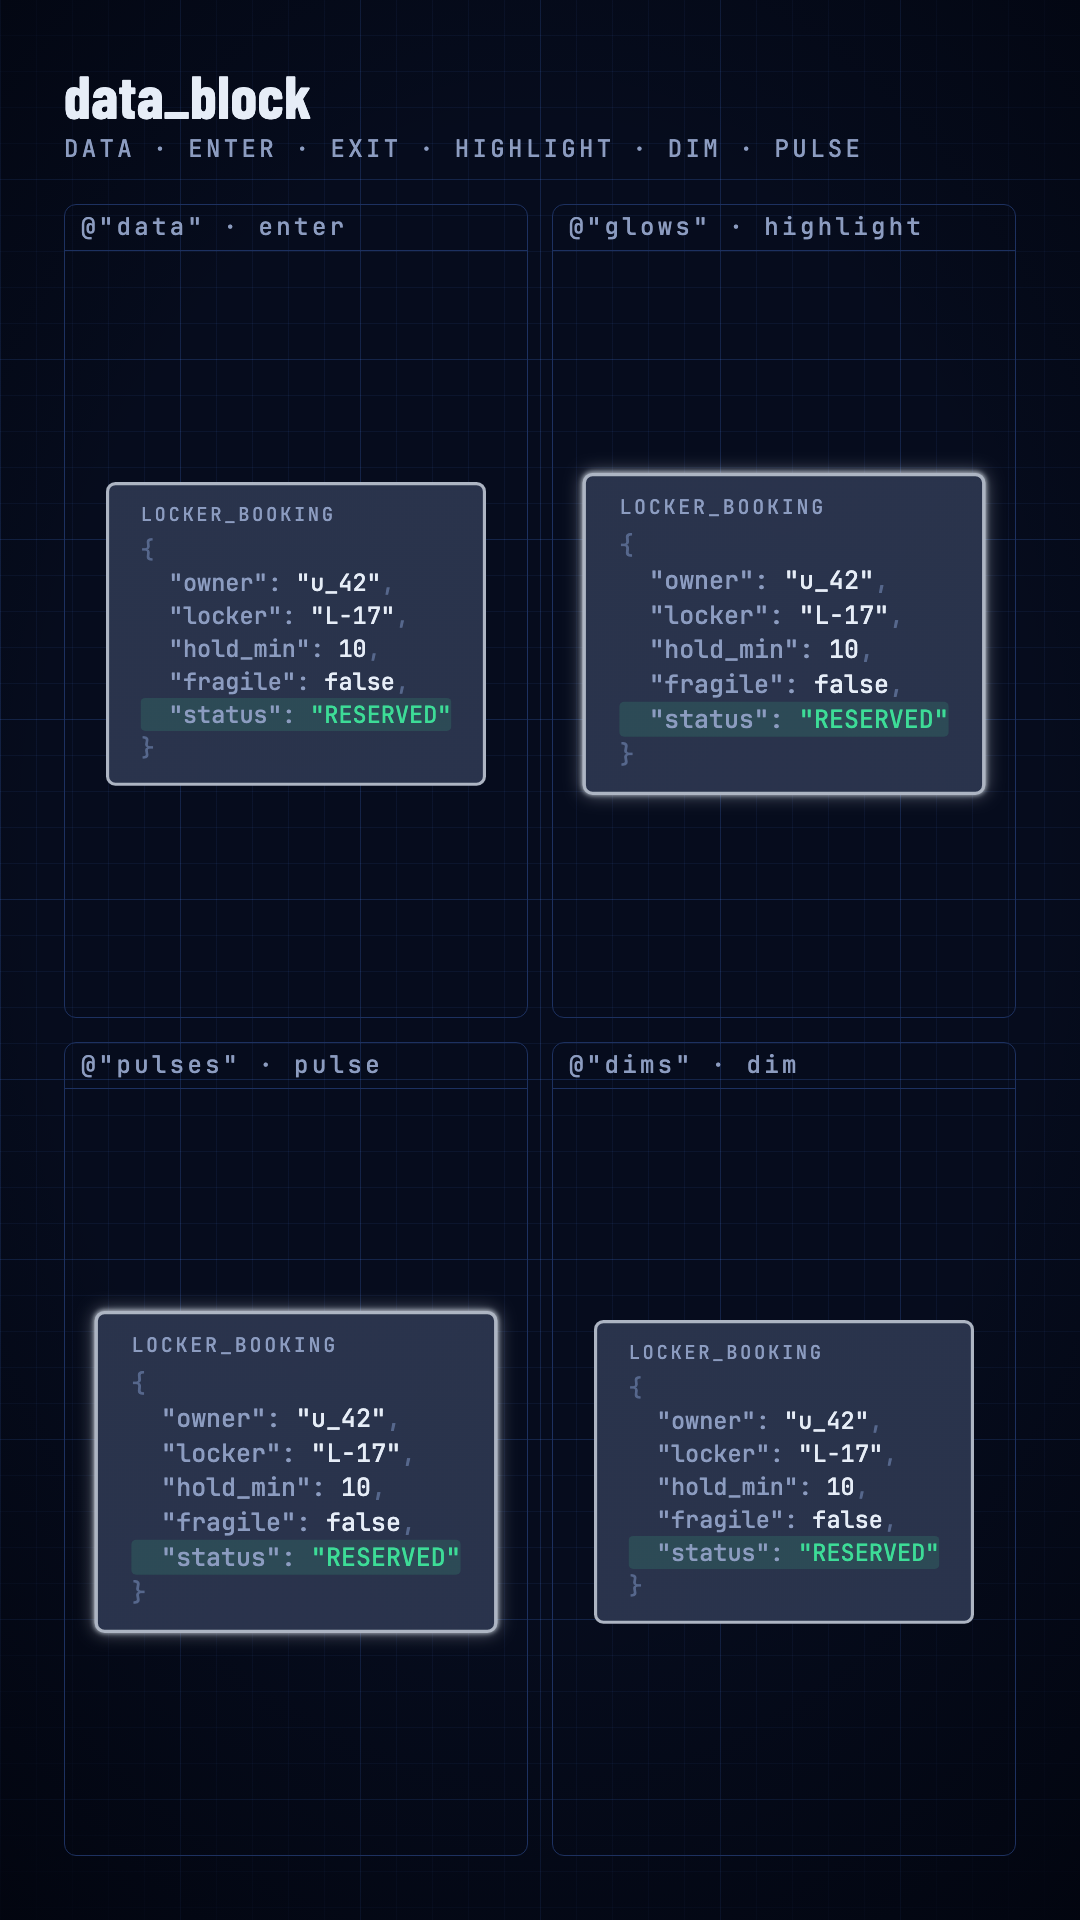 data_block
DATA · ENTER · EXIT · HIGHLIGHT · DIM · PULSE
@"data" · enter
LOCKER_BOOKING
{
"owner": "u_42",
"locker": "L-17",
"hold_min": 10,
"fragile": false,
"status": "RESERVED"
}
@"glows" · highlight
LOCKER_BOOKING
{
"owner": "u_42",
"locker": "L-17",
"hold_min": 10,
"fragile": false,
"status": "RESERVED"
}
@"pulses" · pulse
LOCKER_BOOKING
{
"owner": "u_42",
"locker": "L-17",
"hold_min": 10,
"fragile": false,
"status": "RESERVED"
}
@"dims" · dim
LOCKER_BOOKING
{
"owner": "u_42",
"locker": "L-17",
"hold_min": 10,
"fragile": false,
"status": "RESERVED"
}